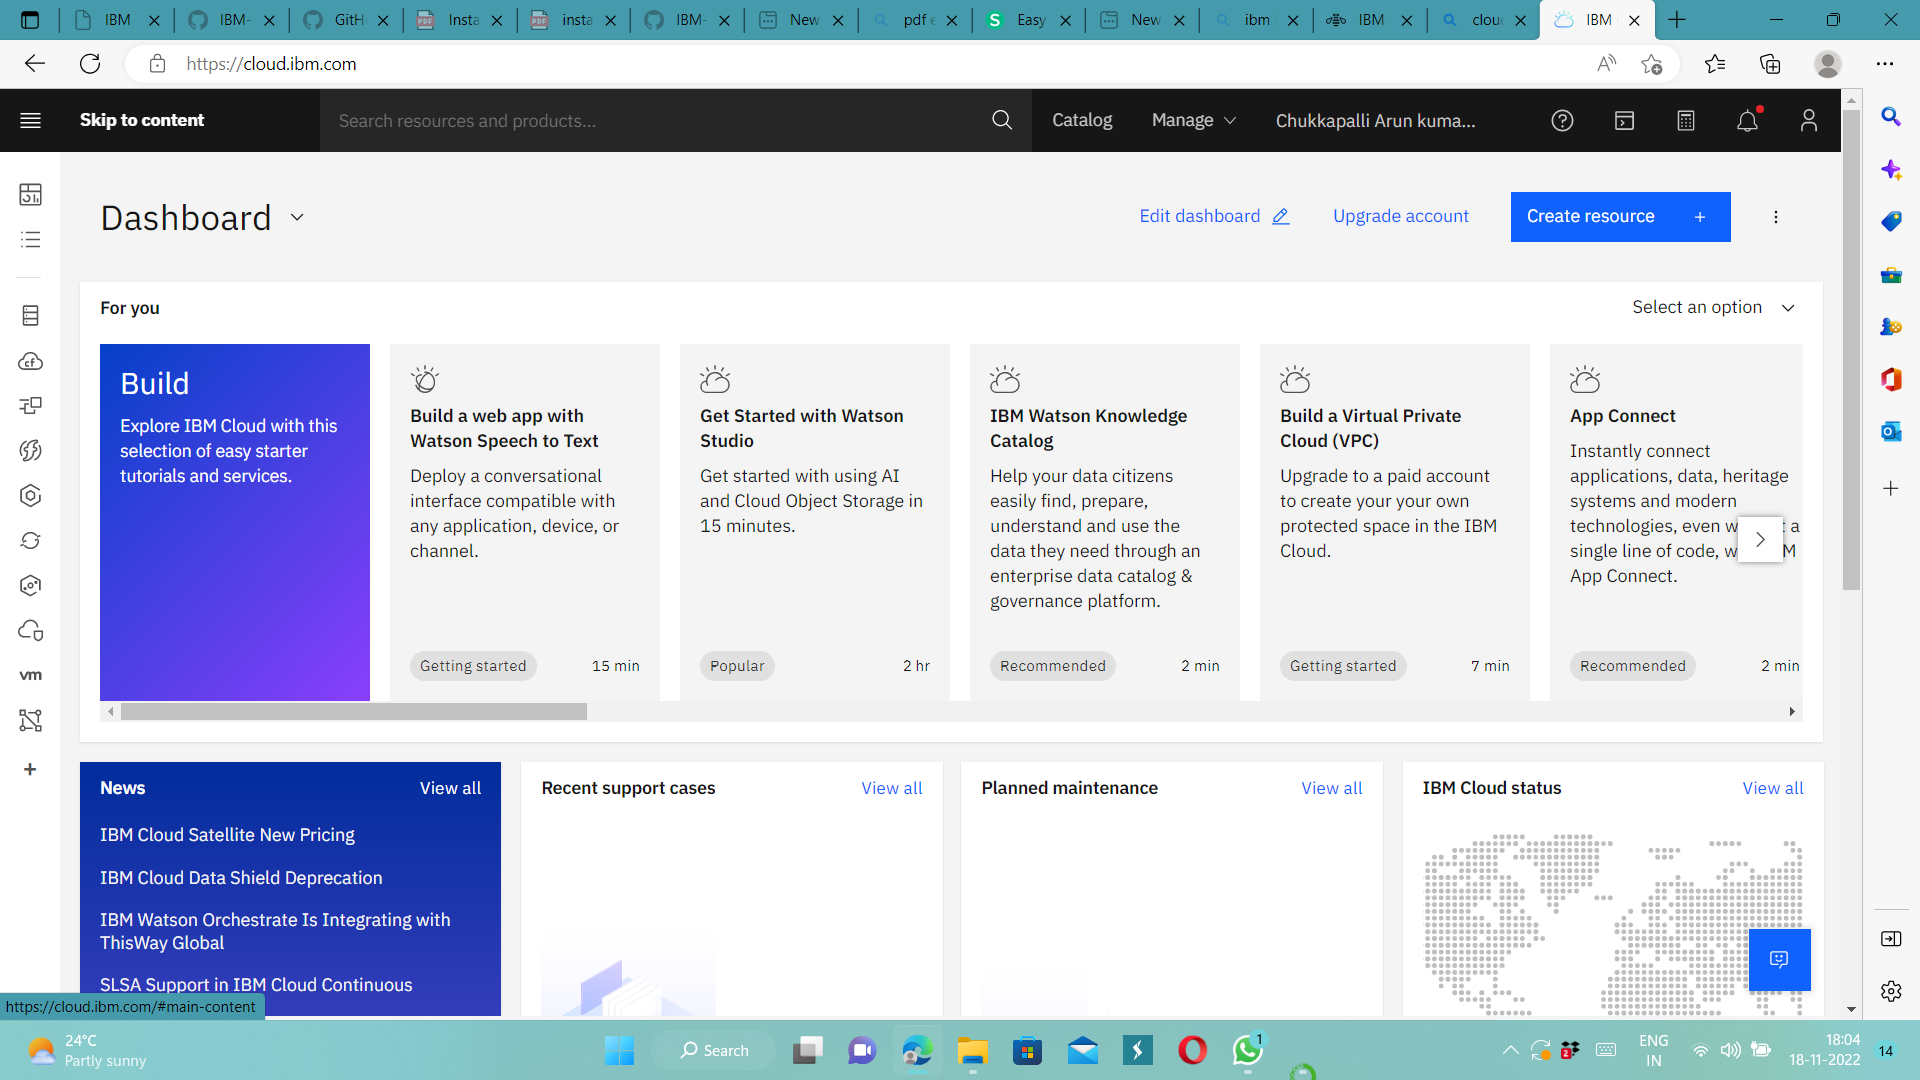 IBM
IBM-
GitH
Insta
insta
IBM-
New
pdf e
Easy
New
ibm
IBM
clou
IBM
https://cloud.ibm.com
Skip to content
Search resources and products...
Catalog
Manage
Chukkapalli Arun kuma...
Dashboard
Edit dashboard
Upgrade account
Create resource +
For you
Select an option
Build
Explore IBM Cloud with this
selection of easy starter
tutorials and services.
Build a web app with
Watson Speech to Text
Deploy a conversational
interface compatible with
any application, device, or
channel.
Getting started
15 min
Get Started with Watson
Studio
Get started with using AI
and Cloud Object Storage in
15 minutes.
Popular
2 hr
IBM Watson Knowledge
Catalog
Help your data citizens
easily find, prepare,
understand and use the
data they need through an
enterprise data catalog &
governance platform.
Recommended
2 min
Build a Virtual Private
Cloud (VPC)
Upgrade to a paid account
to create your your own
protected space in the IBM
Cloud.
Getting started
7 min
App Connect
Instantly connect
applications, data, heritage
systems and modern
technologies, even w t a
single line of code, w M
App Connect.
Recommended
2 min
vm
News
View all
IBM Cloud Satellite New Pricing
IBM Cloud Data Shield Deprecation
IBM Watson Orchestrate Is Integrating with
ThisWay Global
SLSA Support in IBM Cloud Continuous
Recent support cases
View all
Planned maintenance
View all
IBM Cloud status
View all
https://cloud.ibm.com/#main-content
24°C
Partly sunny
Search
1
2
ENG
IN
18:04
18-11-2022
14